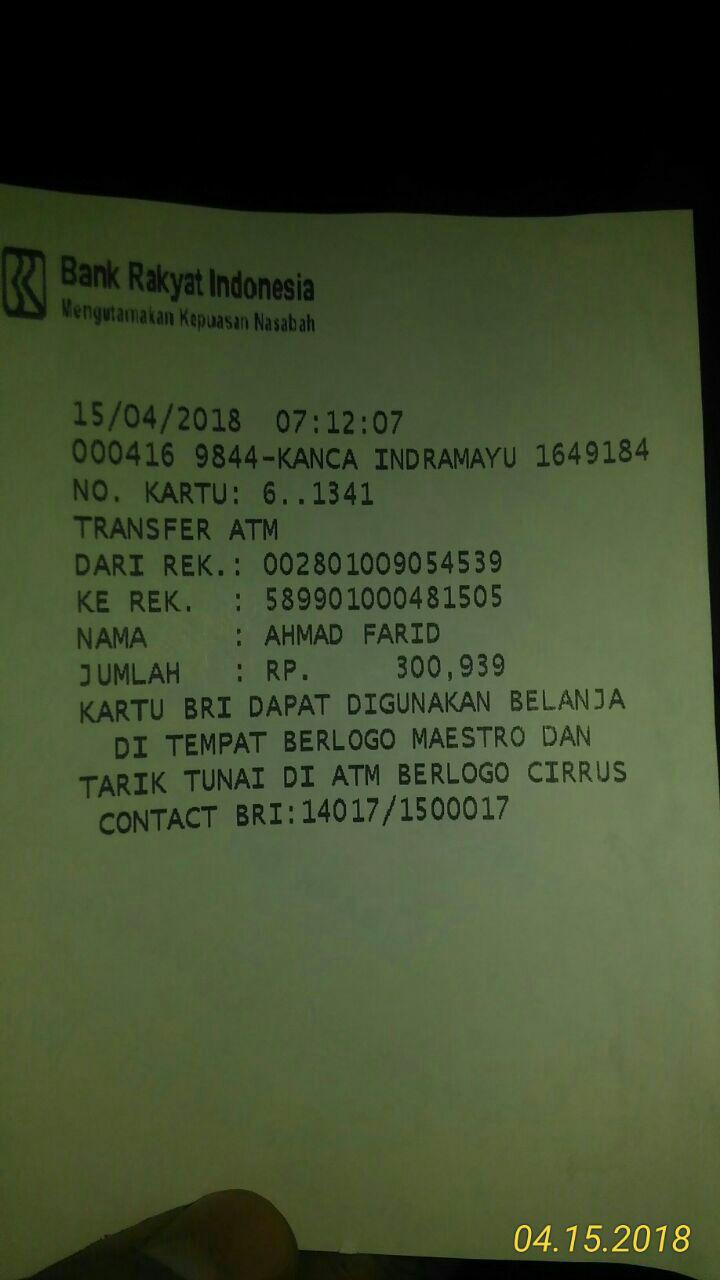 Bank Rakyat Indonesia
Mengutamakan Kepuasan Nasabah
15/04/2018 07:12:07
000416 9844-KANCA INDRAMAYU 1649184
NO. KARTU: 6..1341
TRANSFER ATM
DARI REK.: 002801009054539
KE REK. : 589901000481505
NAMA : AHMAD FARID
JUMLAH : RP. 300,939
KARTU BRI DAPAT DIGUNAKAN BELANJA
DI TEMPAT BERLOGO MAESTRO DAN
TARIK TUNAI DI ATM BERLOGO CIRRUS
CONTACT BRI:14017/1500017
04.15.2018